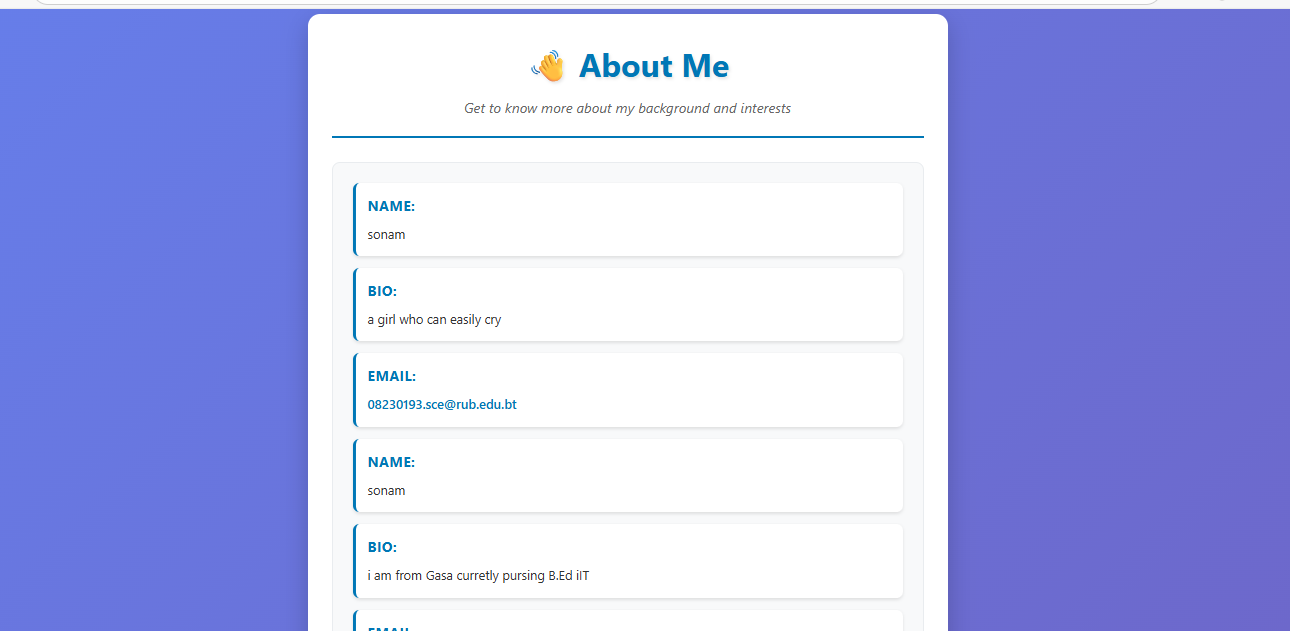 👋 About Me
Get to know more about my background and interests
NAME:
sonam
BIO:
a girl who can easily cry
EMAIL:
08230193.sce@rub.edu.bt
NAME:
sonam
BIO:
i am from Gasa curretly pursing B.Ed iIT
EMAIL